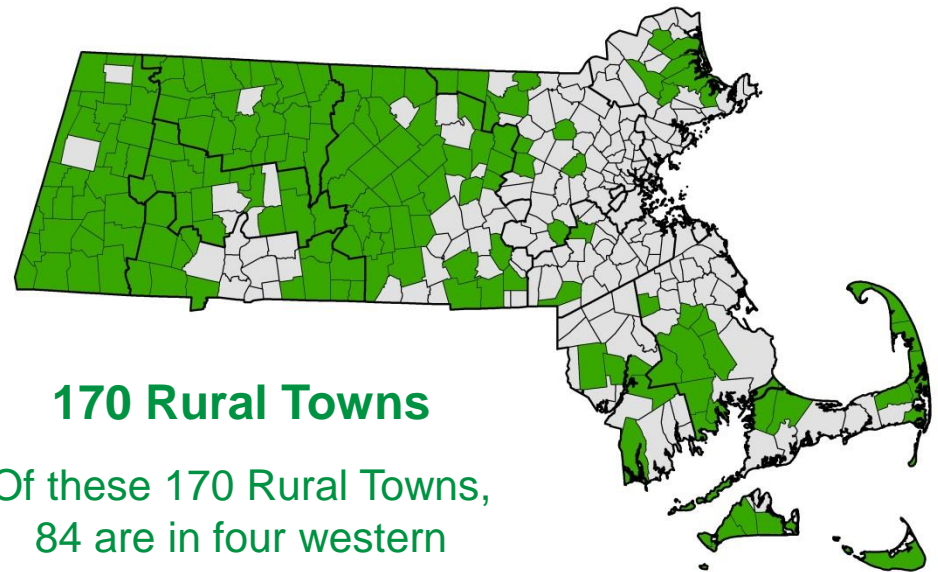 170 Rural Towns
Of these 170 Rural Towns,
84 are in four western